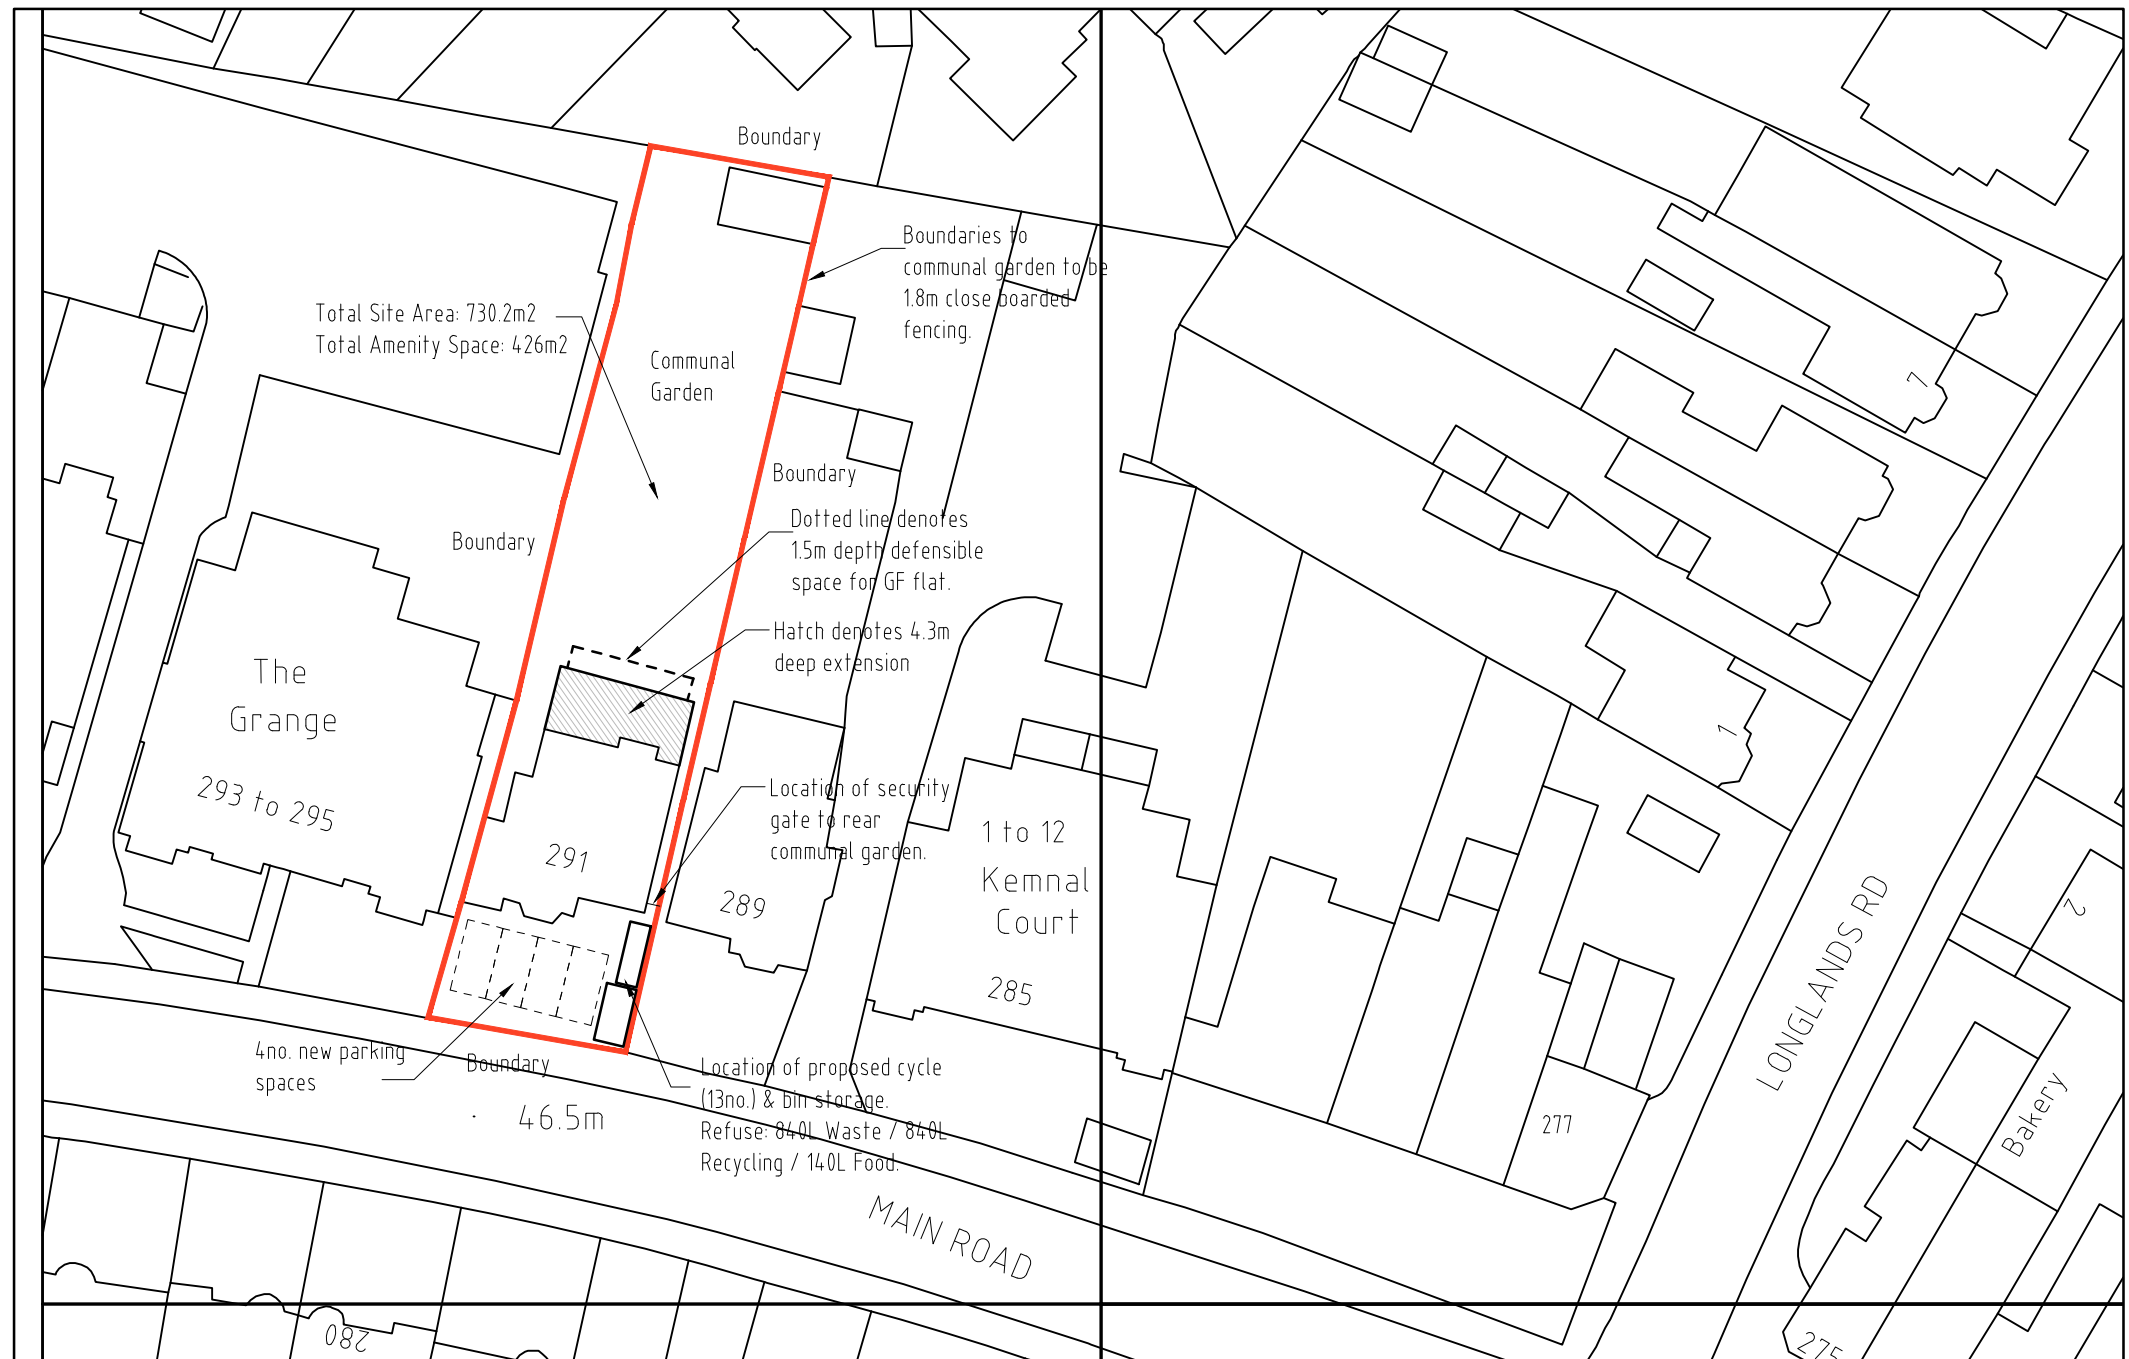 Boundary
Boundaries to
communal garden to be
1.8m close boarded
fencing.
Total Site Area: 730.2m2
Total Amenity Space: 426m2
Communal
Garden
7
Boundary
Boundary
Dotted line denotes
1.5m depth defensible
space for GF flat.
Hatch denotes 4.3m
deep extension
The
Grange
293 to 295
1
Location of security
gate to rear
communal garden.
291
289
1 to 12
Kemnal
Court
285
2
LONGLANDS RD
4no. new parking
spaces
Boundary
46.5m
Location of proposed cycle
(13no.) & bin storage.
Refuse: 840L Waste / 840L
Recycling / 140L Food.
277
Bakery
MAIN ROAD
280
275